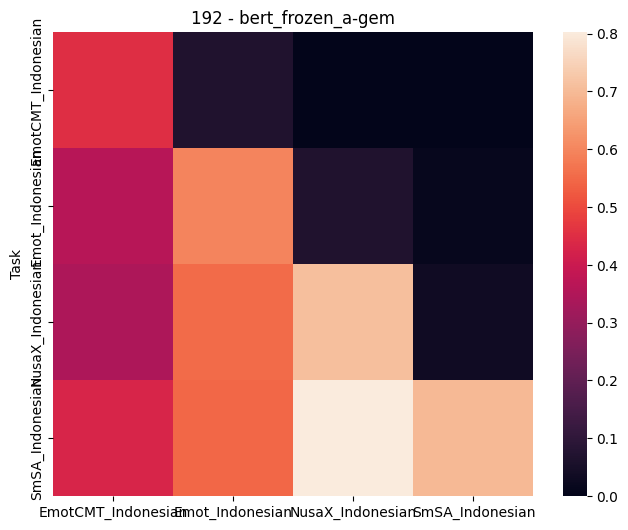 192 - bert_frozen_a-gem
Task
EmotCMT_Indonesian
Emot_Indonesian
NusaX_Indonesian
SmSA_Indonesian
EmotCMT_Indonesian
Emot_Indonesian
NusaX_Indonesian
SmSA_Indonesian
0.8
0.7
0.6
0.5
0.4
0.3
0.2
0.1
0.0